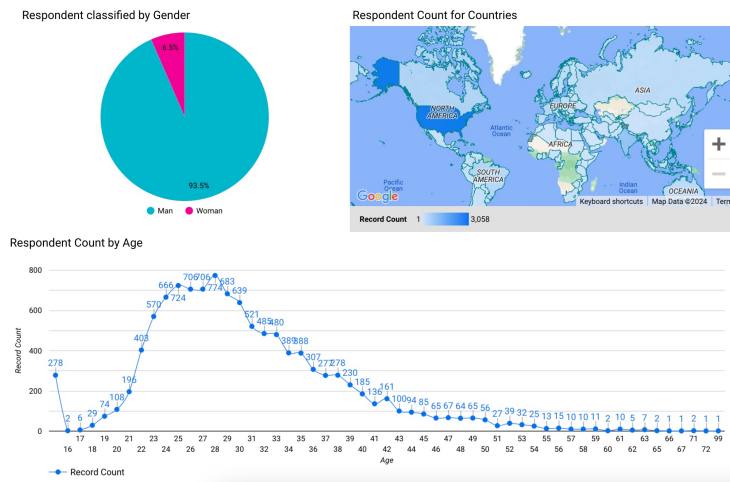 Respondent classified by Gender
6.5%
93.5%
Man Woman
Respondent Count for Countries
NORTH
AMERICA
EUROPE
ASIA
Atlantic
Ocean
AFRICA
SOUTH
AMERICA
Pacific
Ocean
Indian
Ocean
OCEANIA
+
−
Google
Keyboard shortcuts Map Data ©2024 Tern
Record Count 1 3,058
Respondent Count by Age
Record Count
800
600
400
200
0
278 2 6 29 74 108 196 403 570 666 724 706 706 774 683 639 521 485 480 389 388 307 277 278 230 185 136 161 100 94 85 65 67 64 65 56 27 39 32 25 13 15 10 10 11 2 10 5 7 2 1 1 2 1 1
15 17 19 21 23 25 27 29 31 33 35 37 39 41 43 45 47 49 51 53 55 57 59 61 63 66 71 99
16 18 20 22 24 26 28 30 32 34 36 38 40 42 44 46 48 50 52 54 56 58 60 62 65 67 72
Age
Record Count